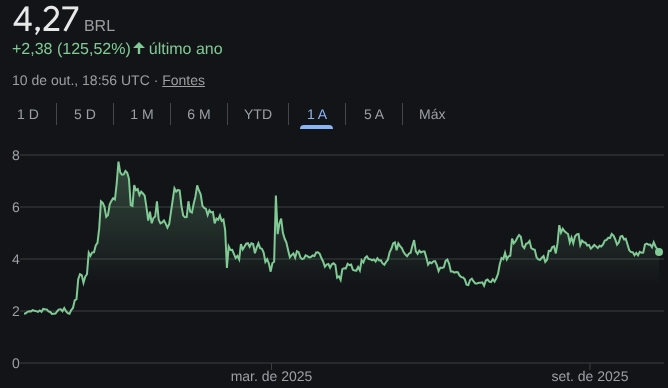 4,27 BRL
+2,38 (125,52%) ↑ último ano
10 de out., 18:56 UTC · Fontes
1 D 5 D 1 M 6 M YTD 1 A 5 A Máx
8
6
4
2
0
mar. de 2025 set. de 2025